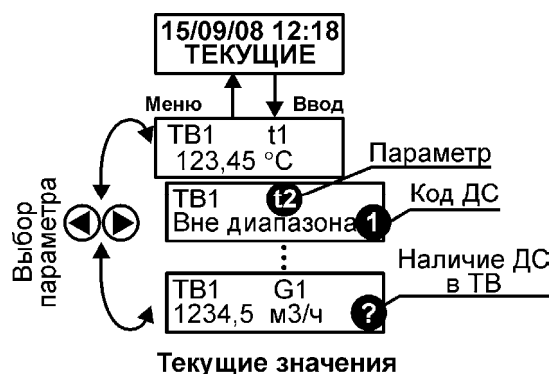 15/09/08 12:18
ТЕКУЩИЕ
Меню Ввод
ТВ1 t1
123,45 °С
Параметр
ТВ1 t2
Вне диапазона 1
Код ДС
Выбор
параметра
Наличие ДС
в ТВ
ТВ1 G1
1234,5 м3/ч ?
Текущие значения